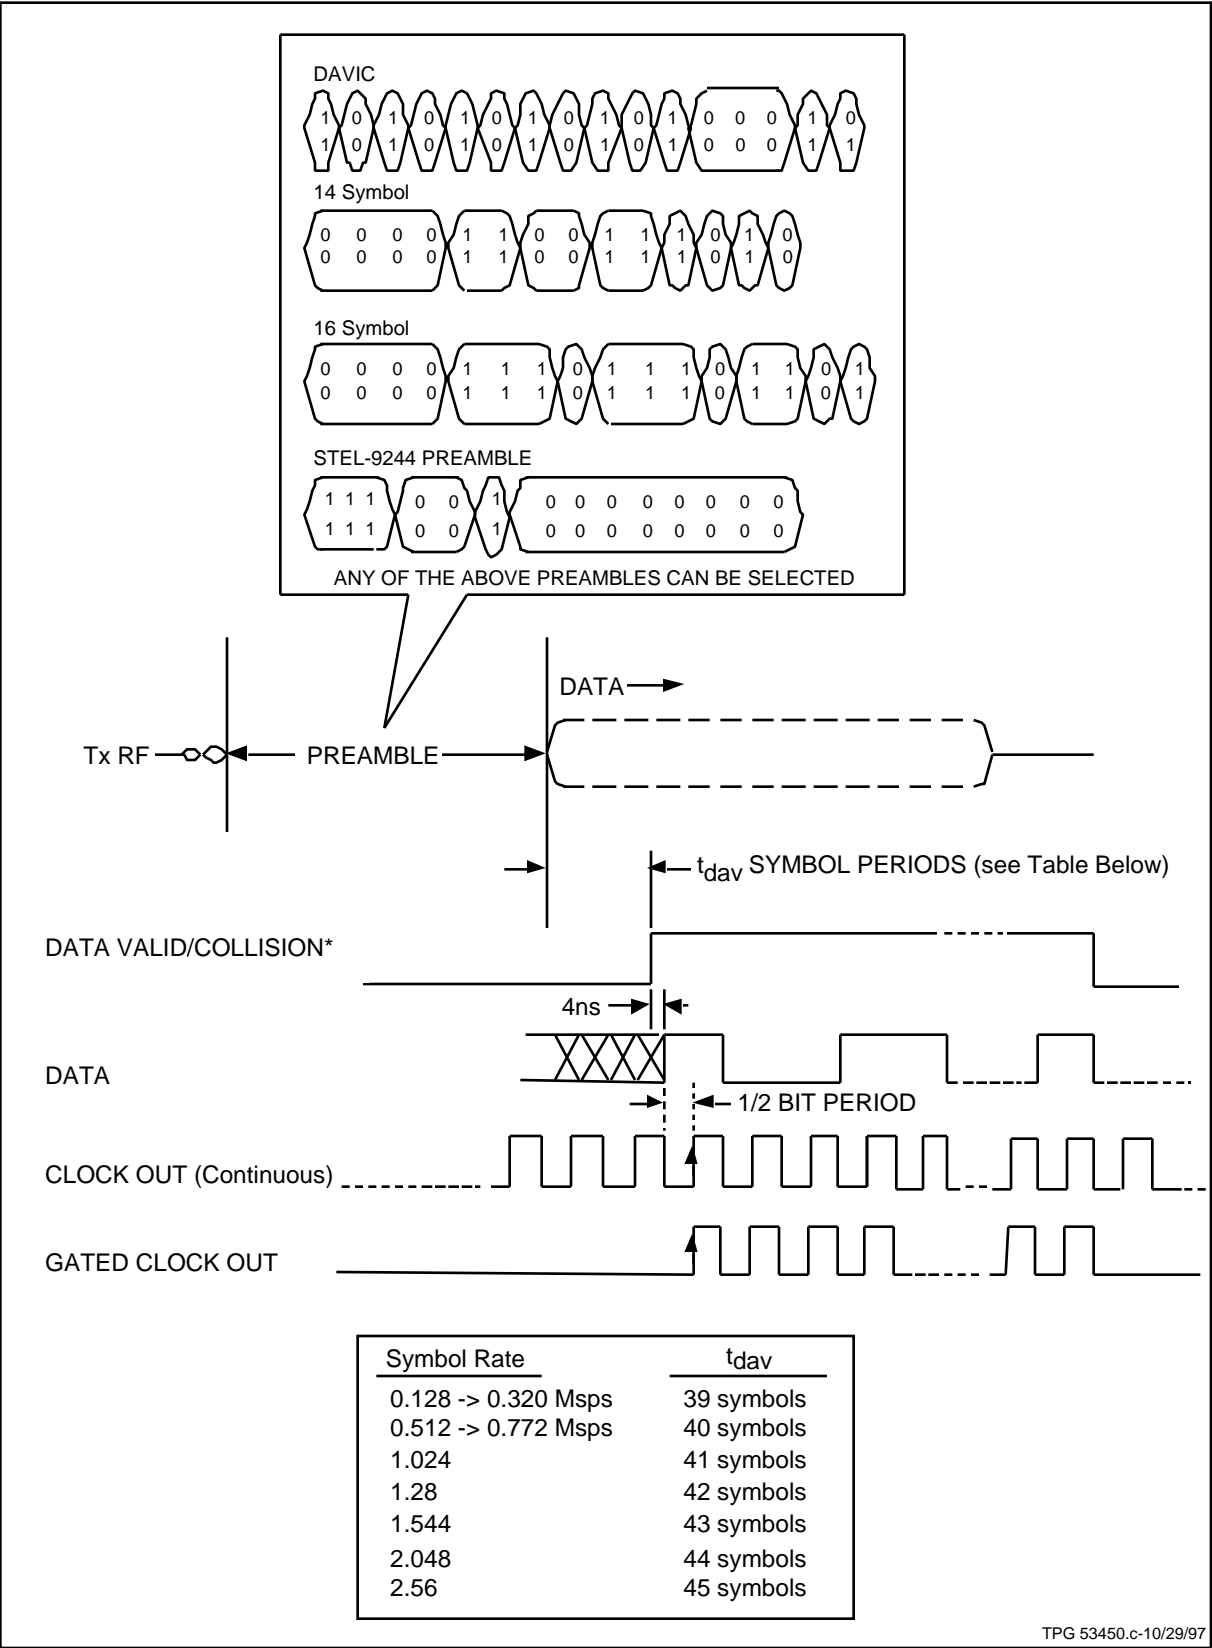 DAVIC
1 0 1 0 1 0 1 0 1 0 1 0 0 0 1 0
1 0 1 0 1 1 1 0 1 0 1 0 0 0 1 1
14 Symbol
0 0 0 0 1 1 0 0 1 1 1 0 1 0
0 0 0 0 1 1 0 0 1 1 1 0 1 0
16 Symbol
0 0 0 0 1 1 1 0 1 1 1 0 1 1 0 1
0 0 0 0 1 1 1 0 1 1 1 0 1 1 0 1
STEL-9244 PREAMBLE
1 1 1 0 0 1 0 0 0 0 0 0 0 0
1 1 1 0 0 1 0 0 0 0 0 0 0 0
ANY OF THE ABOVE PREAMBLES CAN BE SELECTED
DATA
Tx RF
PREAMBLE
tdav SYMBOL PERIODS (see Table Below)
DATA VALID/COLLISION*
4ns
DATA
1/2 BIT PERIOD
CLOCK OUT (Continuous)
GATED CLOCK OUT
Symbol Rate tdav
0.128 -> 0.320 Msps 39 symbols
0.512 -> 0.772 Msps 40 symbols
1.024 41 symbols
1.28 42 symbols
1.544 43 symbols
2.048 44 symbols
2.56 45 symbols
TPG 53450.c-10/29/97